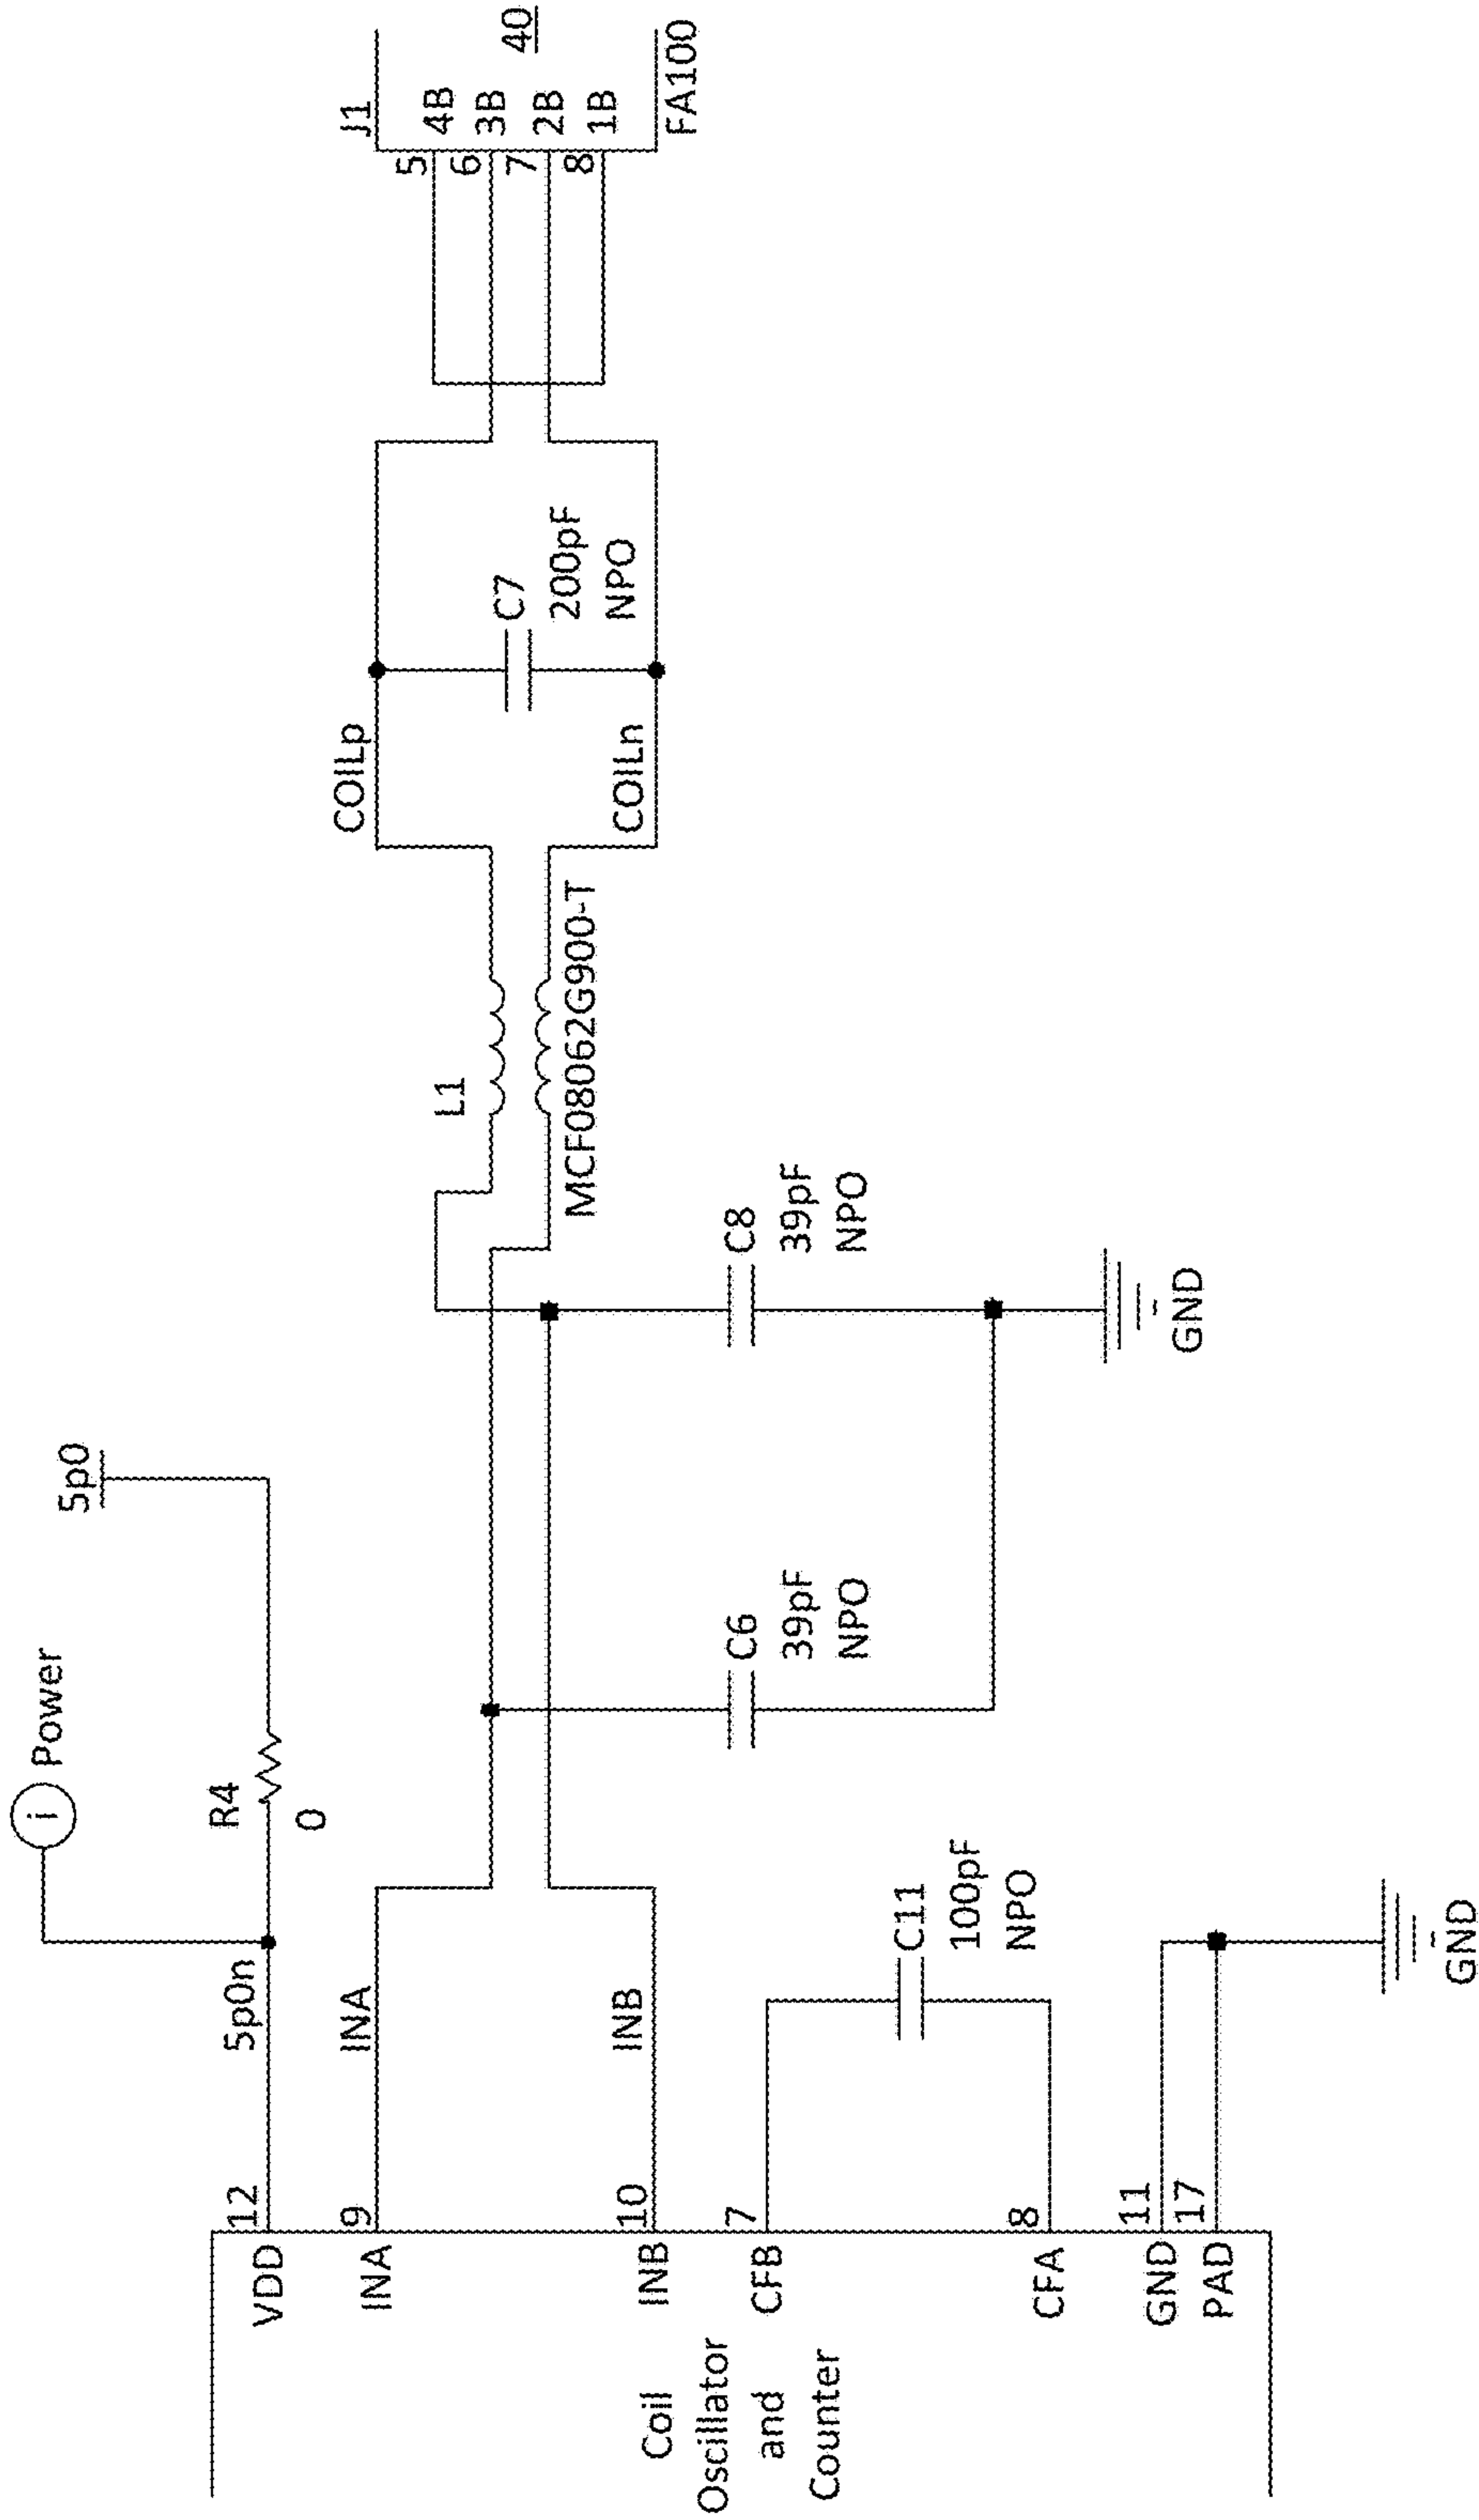 5p0
i Power
R4
0
5p0n
12
VDD
INA
9
INA
INB
10
INB
7
CFB
8
CFA
11
GND
17
PAD
Coil
Oscillator
and
Counter
C11
100pF
NPO
GND
C6
39pF
NPO
C8
39pF
NPO
GND
L1
MCF08062G900-T
COILp
COILn
C7
200pF
NPO
J1
5 4B
6 3B
7 2B
8 1B
40
FA100